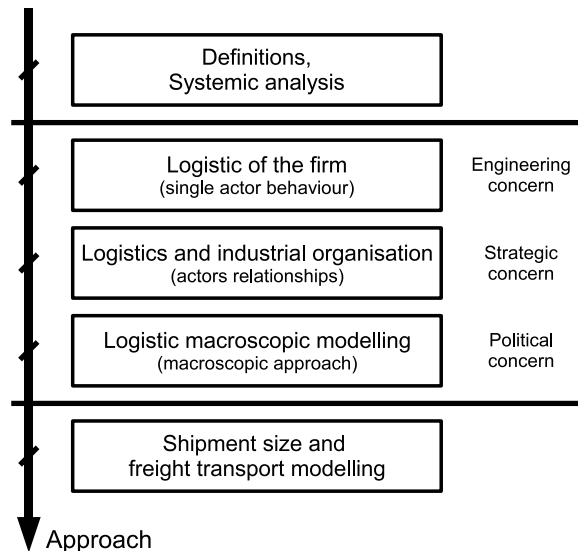 Definitions,
Systemic analysis
Logistic of the firm
(single actor behaviour)
Engineering
concern
Logistics and industrial organisation
(actors relationships)
Strategic
concern
Logistic macroscopic modelling
(macroscopic approach)
Political
concern
Shipment size and
freight transport modelling
Approach